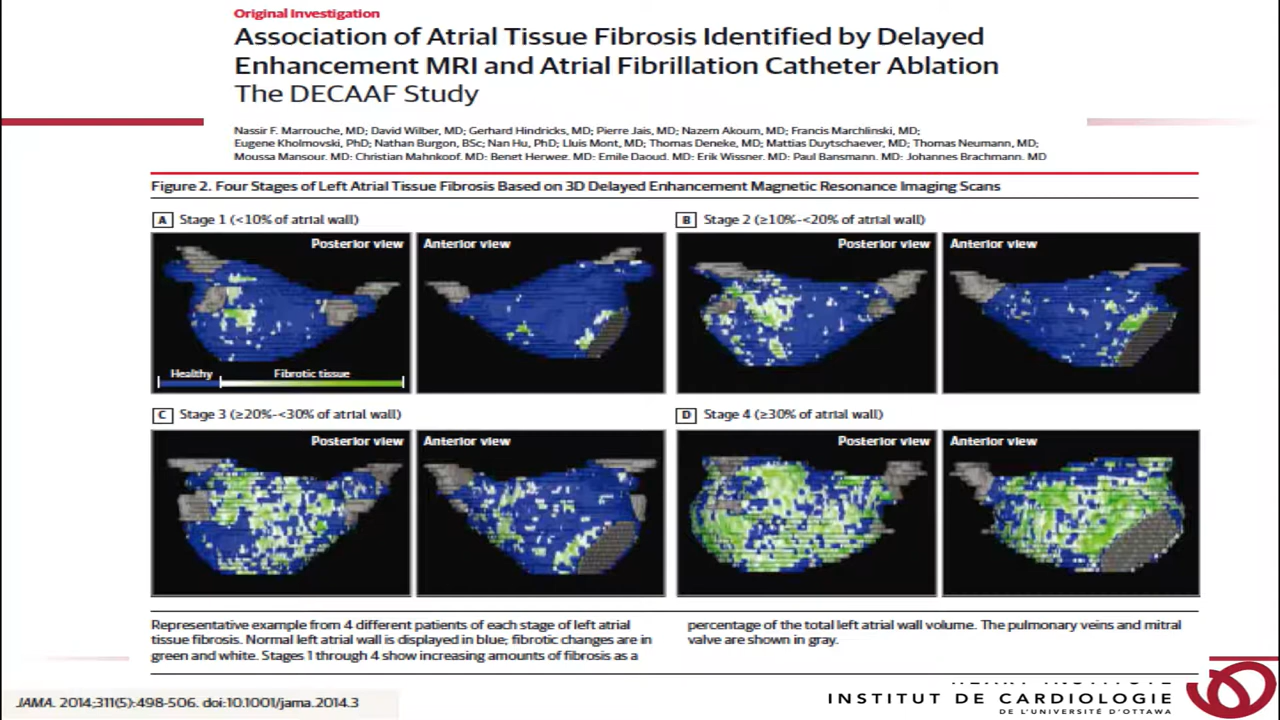 Original Investigation
Association of Atrial Tissue Fibrosis Identified by Delayed
Enhancement MRI and Atrial Fibrillation Catheter Ablation
The DECAAF Study
Nassir F. Marrouche, MD; David Wilber, MD; Gerhard Hindricks, MD; Pierre Jais, MD; Nazem Akoum, MD; Francis Marchlinski, MD;
Eugene Kholmovski, PhD; Nathan Burgon, BSc; Nan Hu, PhD; Lluis Mont, MD; Thomas Deneke, MD; Mattias Duytschaever, MD; Thomas Neumann, MD;
Moussa Mansour, MD; Christian Mahnkopf, MD; Benget Herweg, MD; Emile Daoud, MD; Erik Wissner, MD; Paul Bansmann, MD; Johannes Brachmann, MD
Figure 2. Four Stages of Left Atrial Tissue Fibrosis Based on 3D Delayed Enhancement Magnetic Resonance Imaging Scans
A Stage 1 (<10% of atrial wall)
B Stage 2 (≥10%-<20% of atrial wall)
Posterior view
Anterior view
Posterior view
Anterior view
Healthy
Fibrotic tissue
C Stage 3 (≥20%-<30% of atrial wall)
D Stage 4 (≥30% of atrial wall)
Posterior view
Anterior view
Posterior view
Anterior view
Representative example from 4 different patients of each stage of left atrial
tissue fibrosis. Normal left atrial wall is displayed in blue; fibrotic changes are in
green and white. Stages 1 through 4 show increasing amounts of fibrosis as a
percentage of the total left atrial wall volume. The pulmonary veins and mitral
valve are shown in gray.
JAMA. 2014;311(5):498-506. doi:10.1001/jama.2014.3
HEART INSTITUTE
INSTITUT DE CARDIOLOGIE
DE L'UNIVERSITÉ D'OTTAWA